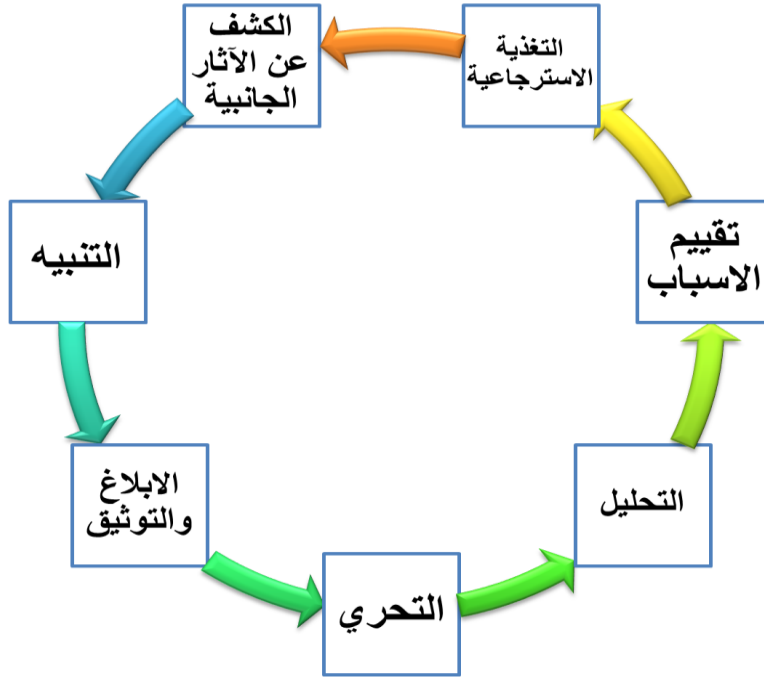 الكشف
عن الآثار
الجانبية
التنبيه
الابلاغ
والتوثيق
التحري
التحليل
تقييم
الاسباب
التغذية
الاسترجاعية